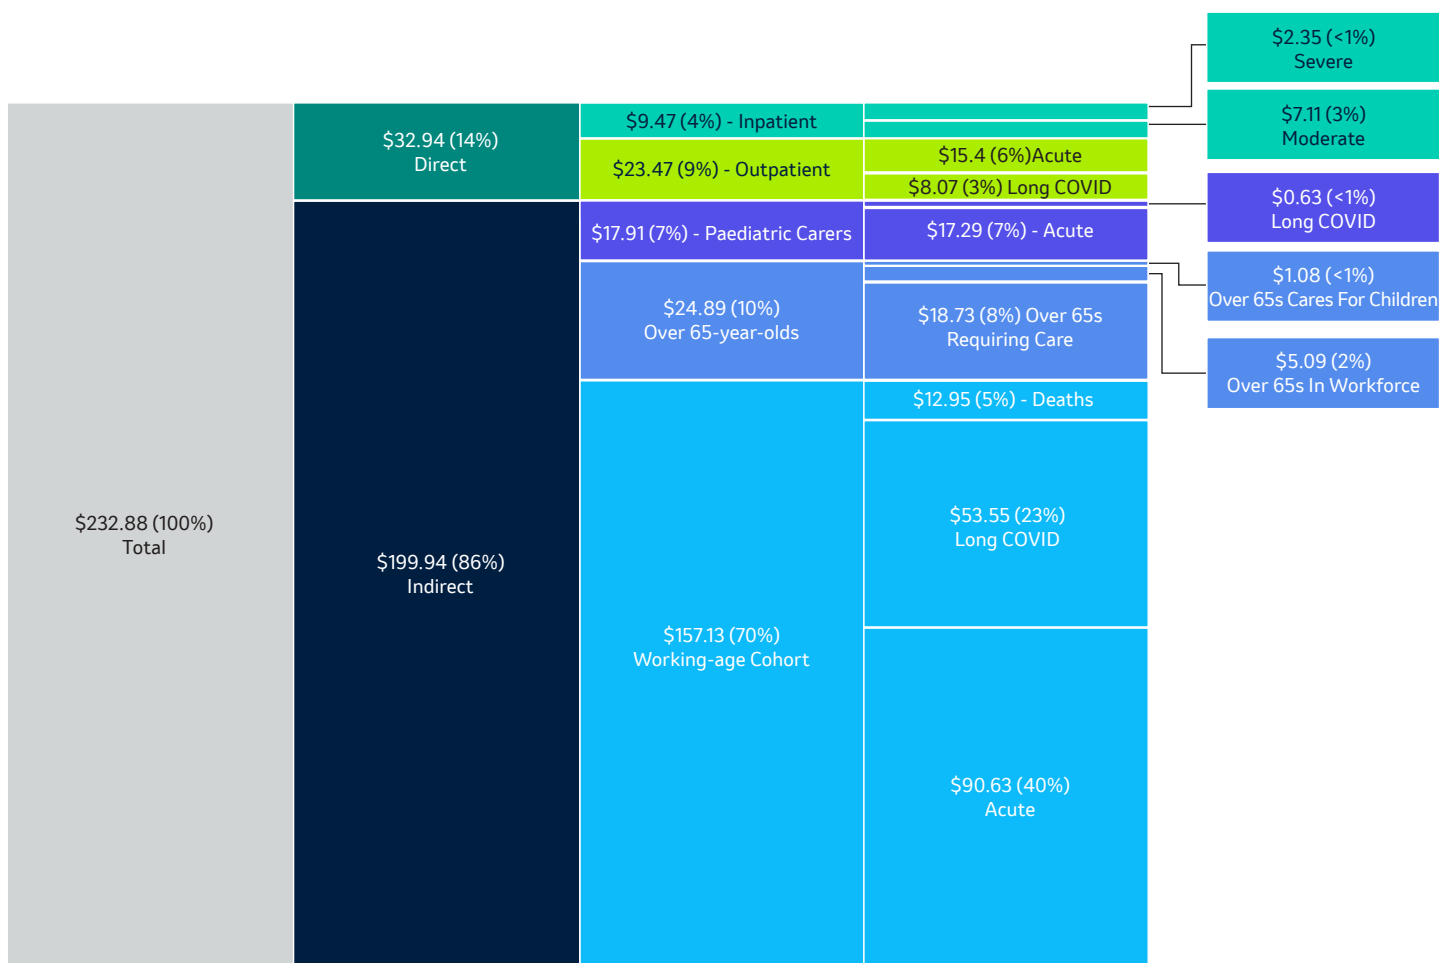 $232.88 (100%)
Total
$32.94 (14%)
Direct
$199.94 (86%)
Indirect
$9.47 (4%) - Inpatient
$23.47 (9%) - Outpatient
$17.91 (7%) - Paediatric Carers
$24.89 (10%)
Over 65-year-olds
$157.13 (70%)
Working-age Cohort
$15.4 (6%)Acute
$8.07 (3%) Long COVID
$17.29 (7%) - Acute
$18.73 (8%) Over 65s
Requiring Care
$12.95 (5%) - Deaths
$53.55 (23%)
Long COVID
$90.63 (40%)
Acute
$2.35 (<1%)
Severe
$7.11 (3%)
Moderate
$0.63 (<1%)
Long COVID
$1.08 (<1%)
Over 65s Cares For Children
$5.09 (2%)
Over 65s In Workforce